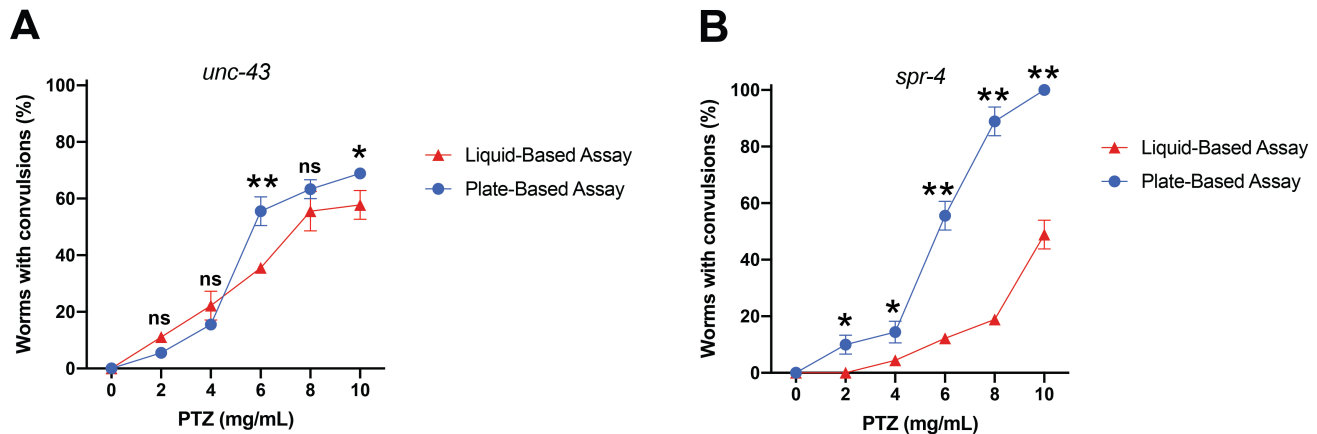 A
unc-43
Worms with convulsions (%)
100
80
60
40
20
0
ns
ns
**
ns
*
0 2 4 6 8 10
PTZ (mg/mL)
Liquid-Based Assay
Plate-Based Assay
B
spr-4
Worms with convulsions (%)
100
80
60
40
20
0
*
*
**
**
**
0 2 4 6 8 10
PTZ (mg/mL)
Liquid-Based Assay
Plate-Based Assay